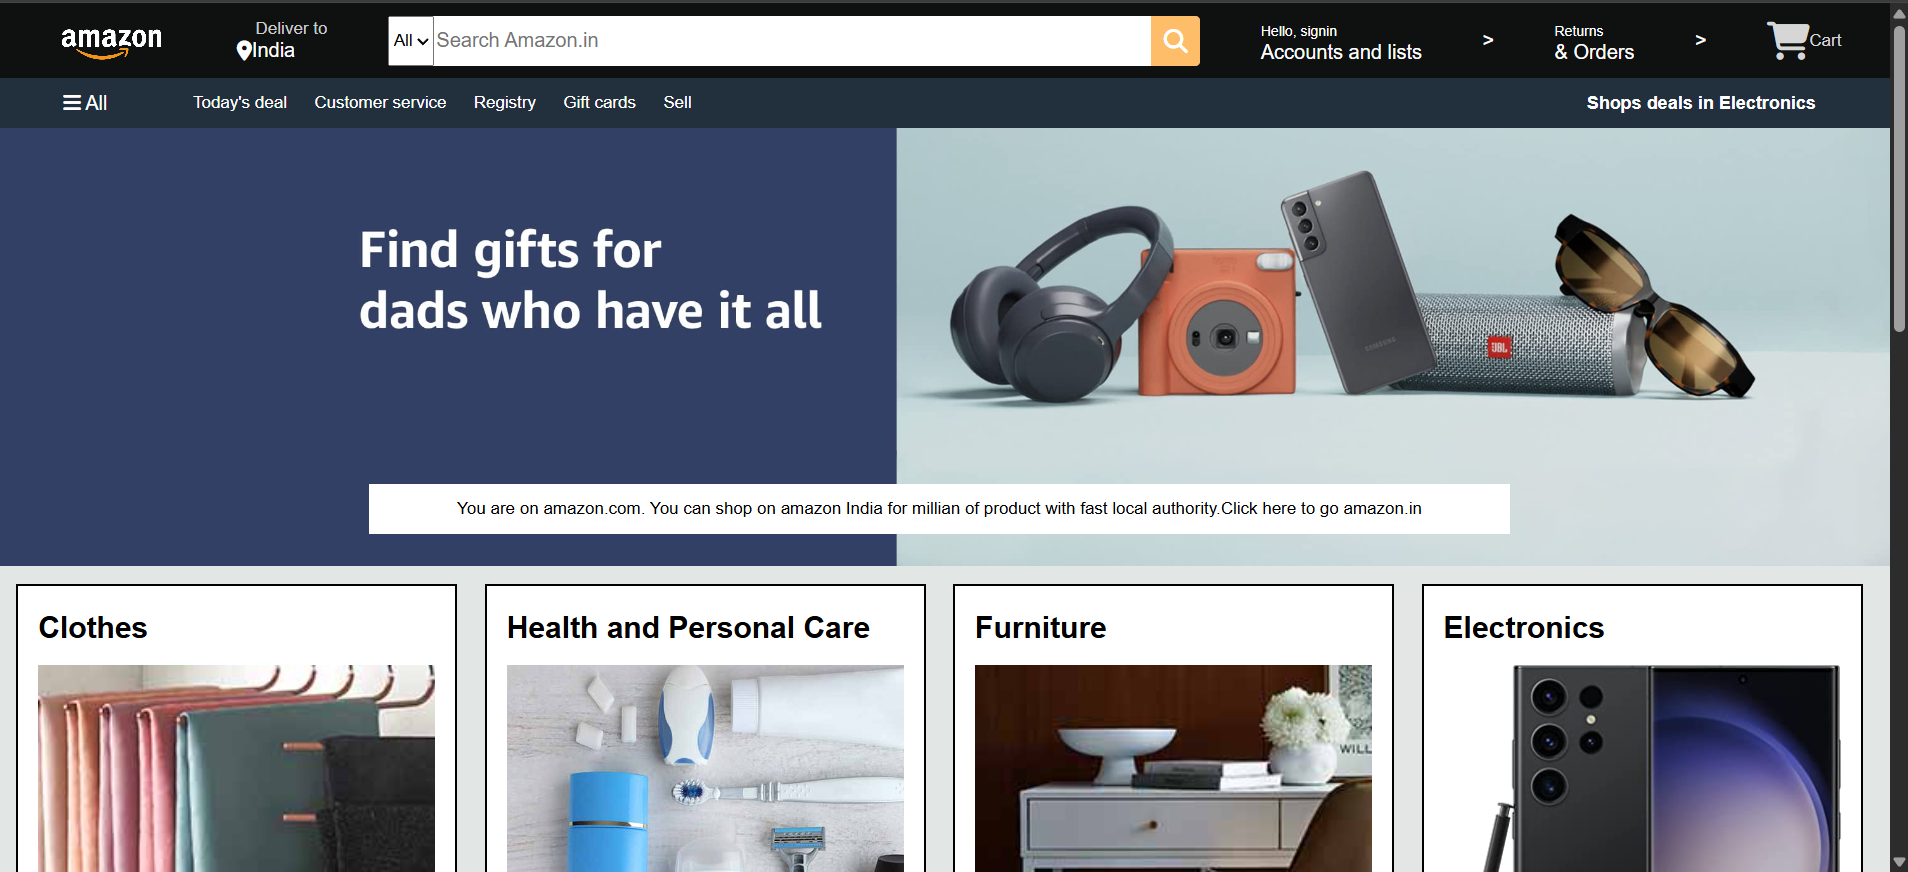 amazon
Deliver to
India
All
Search Amazon.in
Hello, signin
Accounts and lists
>
Returns
& Orders
>
Cart
All
Today's deal
Customer service
Registry
Gift cards
Sell
Shops deals in Electronics
Find gifts for
dads who have it all
SAMSUNG
JBL
You are on amazon.com. You can shop on amazon India for millian of product with fast local authority.Click here to go amazon.in
Clothes
Health and Personal Care
Furniture
Electronics
WILL